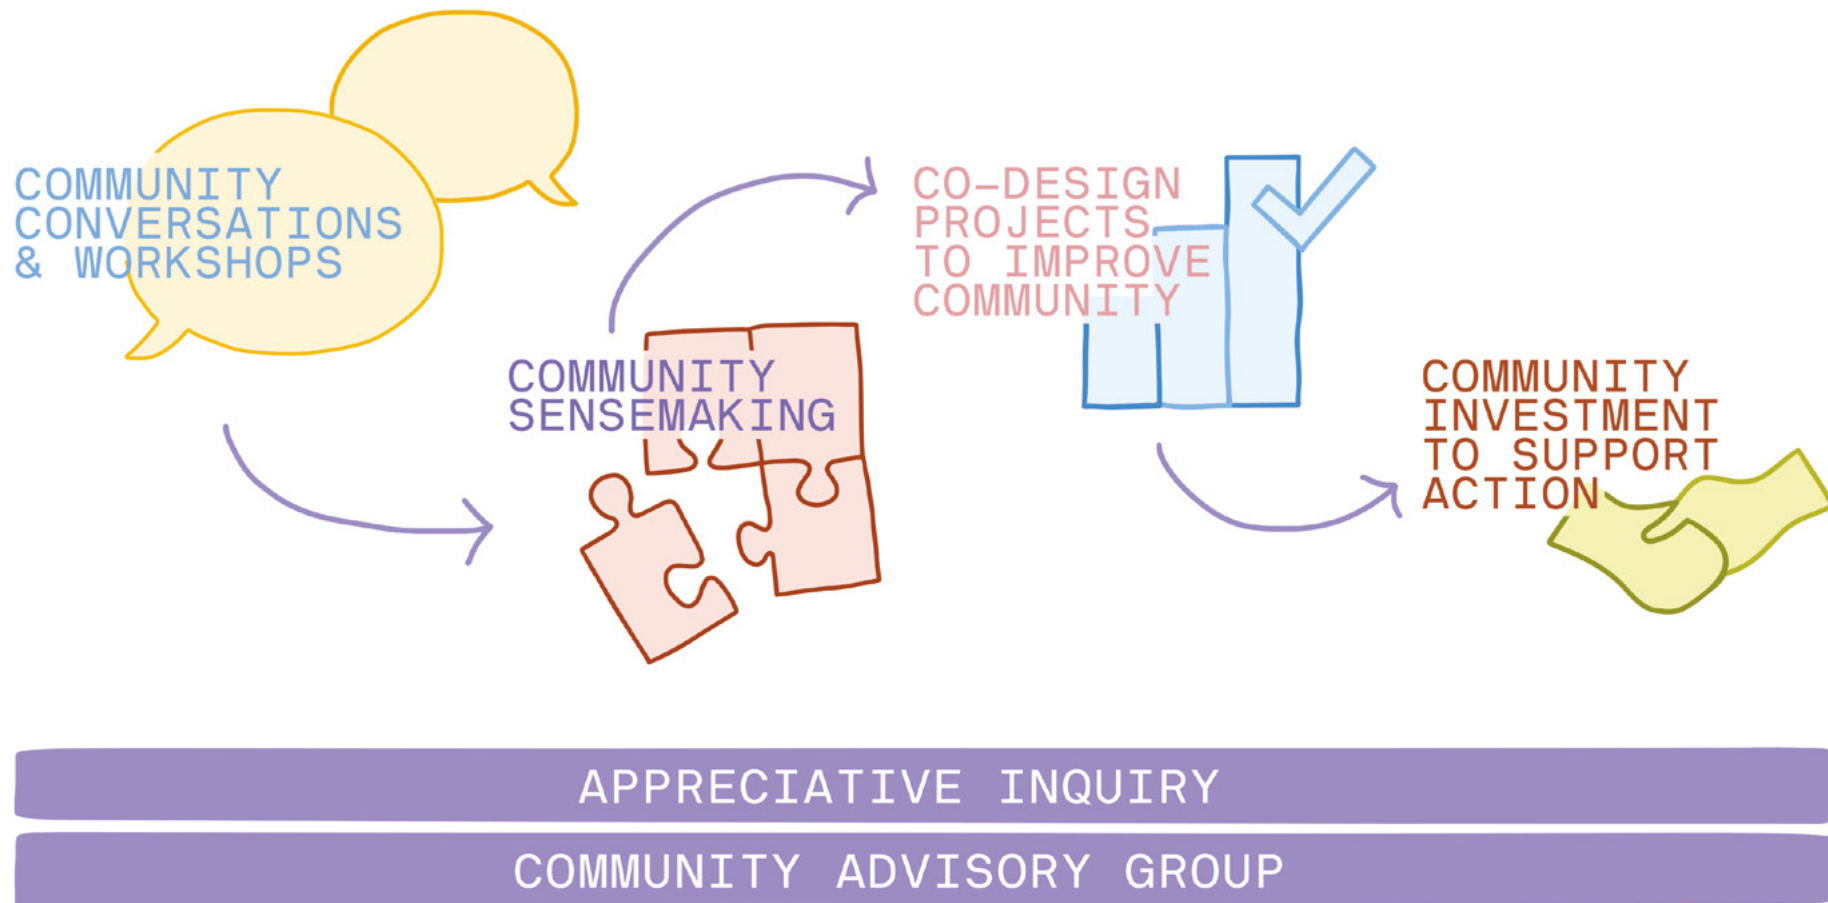 COMMUNITY
CONVERSATIONS
& WORKSHOPS
COMMUNITY
SENSEMAKING
CO-DESIGN
PROJECTS
TO IMPROVE
COMMUNITY
COMMUNITY
INVESTMENT
TO SUPPORT
ACTION
APPRECIATIVE INQUIRY
COMMUNITY ADVISORY GROUP